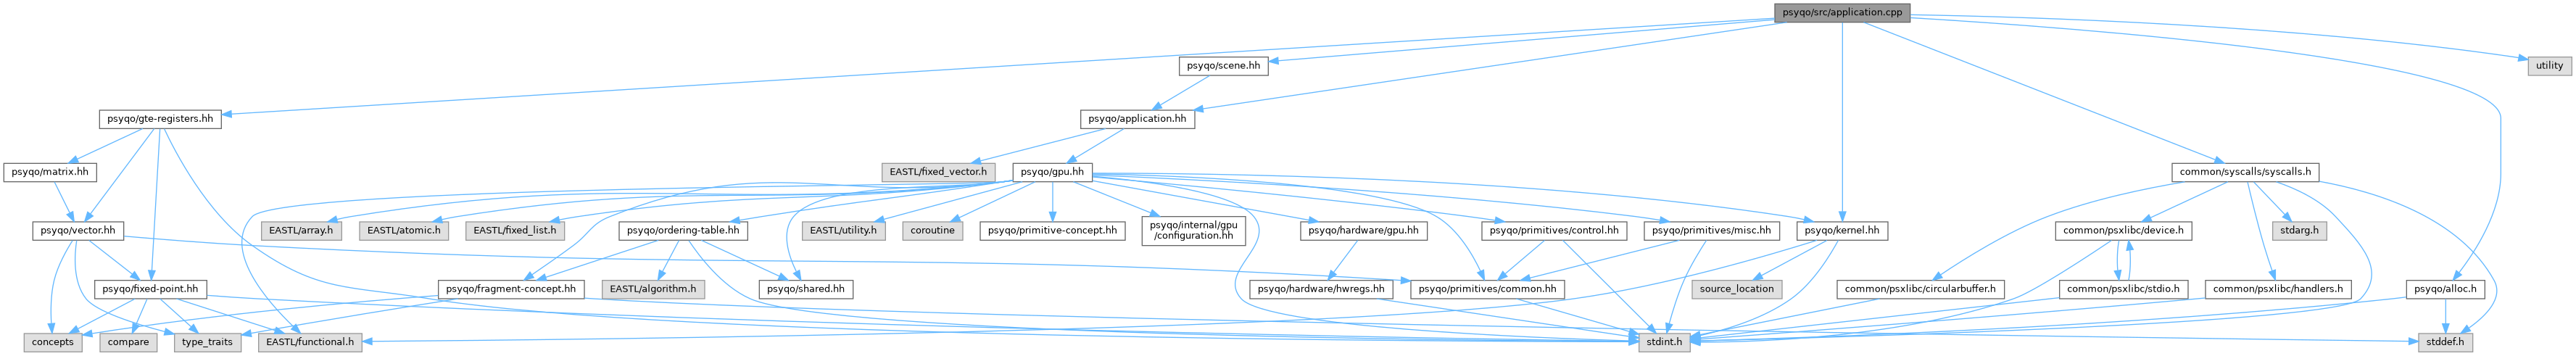 psyqo/src/application.cpp
psyqo/scene.hh
utility
psyqo/gte-registers.hh
psyqo/application.hh
psyqo/matrix.hh
EASTL/fixed_vector.h
psyqo/gpu.hh
common/syscalls/syscalls.h
psyqo/vector.hh
EASTL/array.h
EASTL/atomic.h
EASTL/fixed_list.h
psyqo/ordering-table.hh
EASTL/utility.h
coroutine
psyqo/primitive-concept.hh
psyqo/internal/gpu
/configuration.hh
psyqo/hardware/gpu.hh
psyqo/primitives/control.hh
psyqo/primitives/misc.hh
psyqo/kernel.hh
common/psxlibc/device.h
stdarg.h
psyqo/fixed-point.hh
psyqo/fragment-concept.hh
EASTL/algorithm.h
psyqo/shared.hh
psyqo/hardware/hwregs.hh
psyqo/primitives/common.hh
source_location
common/psxlibc/circularbuffer.h
common/psxlibc/stdio.h
common/psxlibc/handlers.h
psyqo/alloc.h
concepts
compare
type_traits
EASTL/functional.h
stdint.h
stddef.h